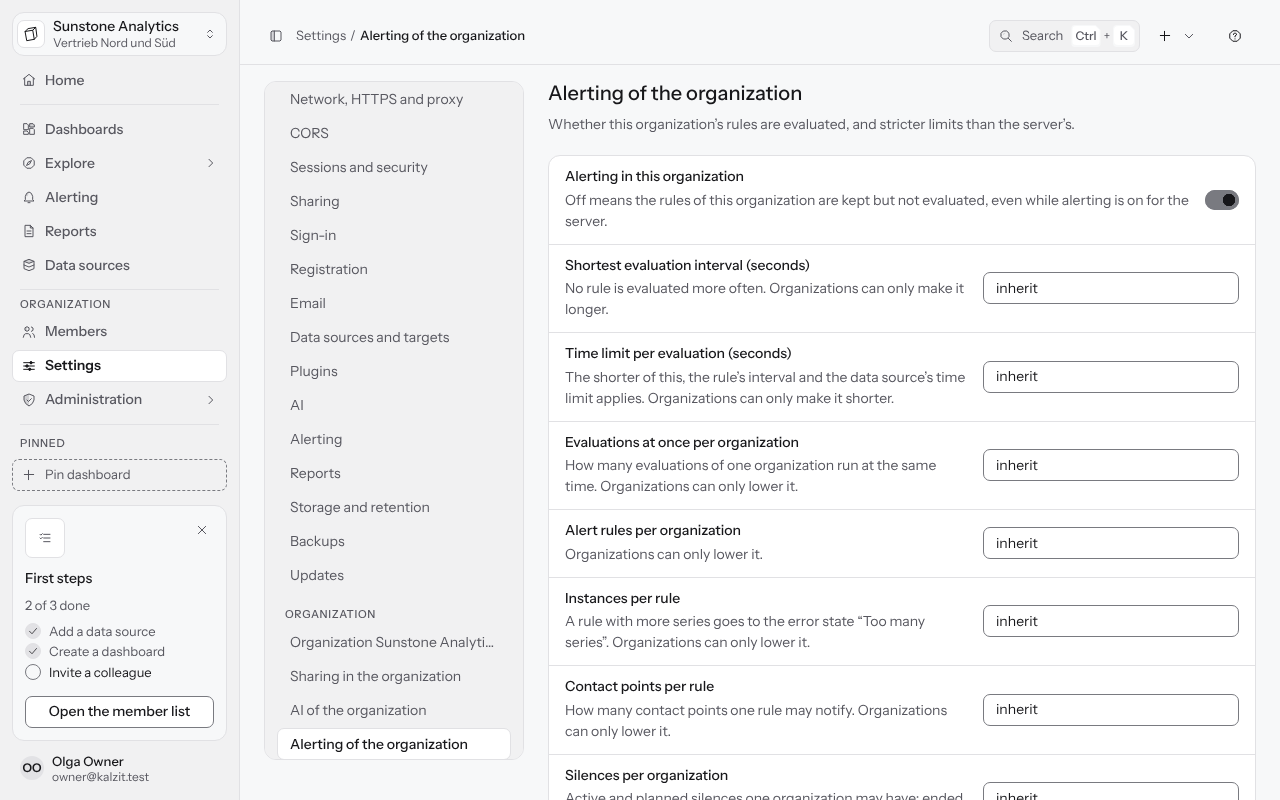 Sunstone Analytics
Vertrieb Nord und Süd
Home
Dashboards
Explore
Alerting
Reports
Data sources
ORGANIZATION
Members
Settings
Administration
PINNED
Pin dashboard
First steps
2 of 3 done
Add a data source
Create a dashboard
Invite a colleague
Open the member list
OO
Olga Owner
owner@kalzit.test
Settings / Alerting of the organization
Search Ctrl + K
Network, HTTPS and proxy
CORS
Sessions and security
Sharing
Sign-in
Registration
Email
Data sources and targets
Plugins
AI
Alerting
Reports
Storage and retention
Backups
Updates
ORGANIZATION
Organization Sunstone Analyti...
Sharing in the organization
AI of the organization
Alerting of the organization
Alerting of the organization
Whether this organization’s rules are evaluated, and stricter limits than the server’s.
Alerting in this organization
Off means the rules of this organization are kept but not evaluated, even while alerting is on for the
server.
Shortest evaluation interval (seconds)
No rule is evaluated more often. Organizations can only make it
longer.
inherit
Time limit per evaluation (seconds)
The shorter of this, the rule’s interval and the data source’s time
limit applies. Organizations can only make it shorter.
inherit
Evaluations at once per organization
How many evaluations of one organization run at the same
time. Organizations can only lower it.
inherit
Alert rules per organization
Organizations can only lower it.
inherit
Instances per rule
A rule with more series goes to the error state “Too many
series”. Organizations can only lower it.
inherit
Contact points per rule
How many contact points one rule may notify. Organizations
can only lower it.
inherit
Silences per organization
Active and planned silences one organization may have; ended
inherit